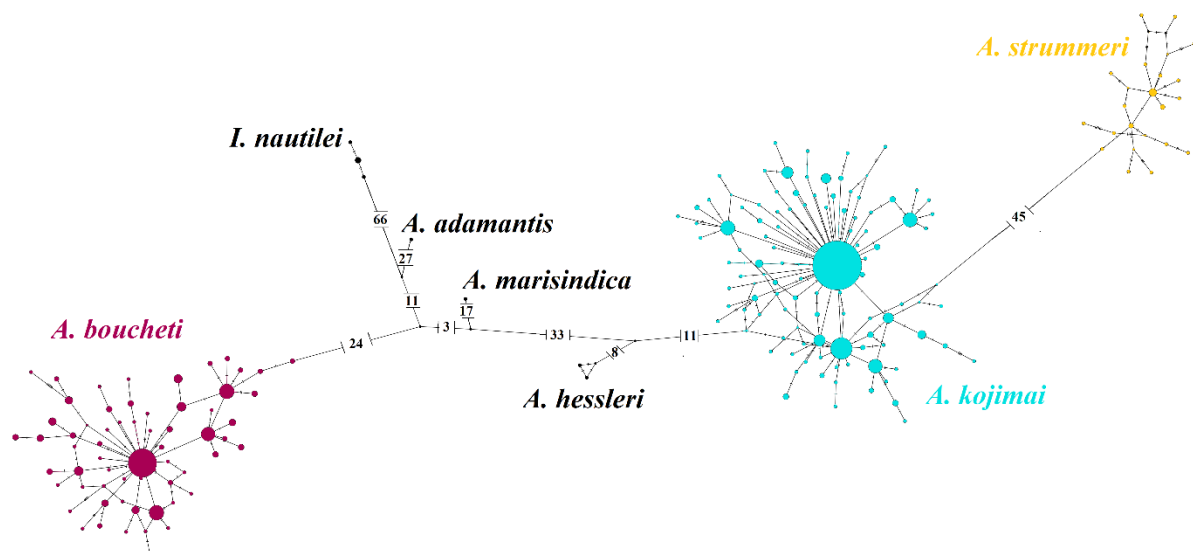 A. strummeri
I. nautilei
66
A. adamantis
27
45
A. marisindica
11
17
A. boucheti
3
24
33
11
8
A. hessleri
A. kojimai